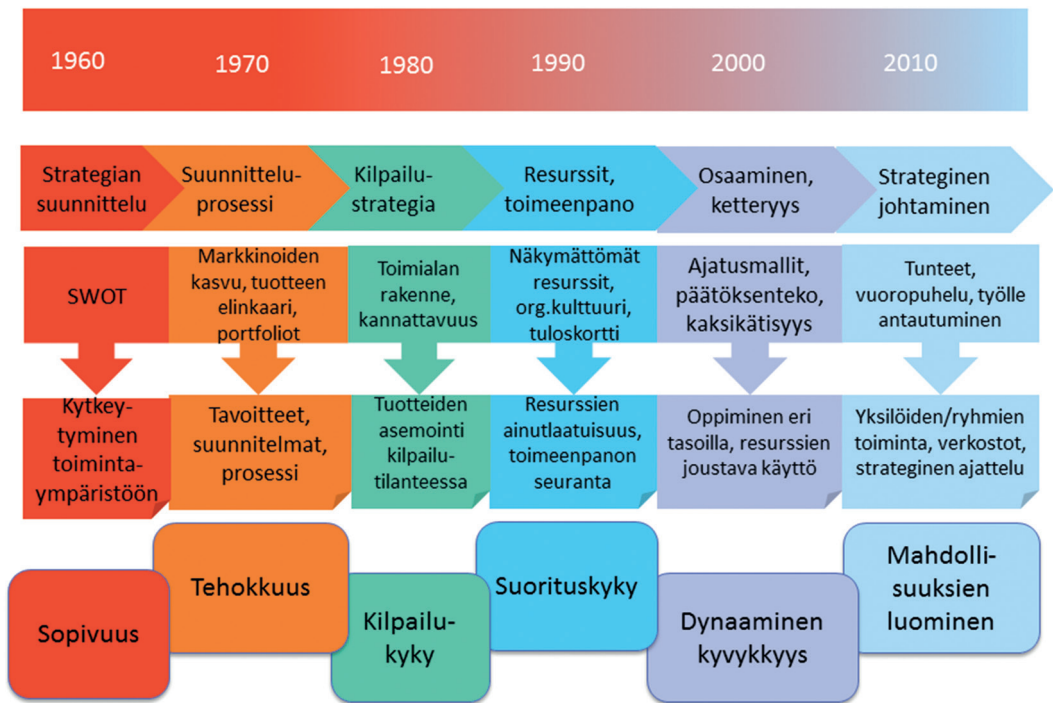 1960
1970
1980
1990
2000
2010
Strategian
suunnittelu
Suunnittelu-
prosessi
Kilpailu-
strategia
Resurssit,
toimeenpano
Osaaminen,
ketteryys
Strateginen
johtaminen
SWOT
Markkinoiden
kasvu, tuotteen
elinkaari,
portfoliot
Toimialan
rakenne,
kannattavuus
Näkymättömät
resurssit,
org.kulttuuri,
tuloskortti
Ajatusmallit,
päätöksenteko,
kaksikätisyys
Tunteet,
vuoropuhelu, työlle
antautuminen
Kytkey-
tyminen
toiminta-
ympäristöön
Tavoitteet,
suunnitelmat,
prosessi
Tuotteiden
asemointi
kilpailu-
tilanteessa
Resurssien
ainutlaatuisuus,
toimeenpanon
seuranta
Oppiminen eri
tasoilla, resurssien
joustava käyttö
Yksilöiden/ryhmien
toiminta, verkostot,
strateginen ajattelu
Sopivuus
Tehokkuus
Kilpailu-
kyky
Suorituskyky
Dynaaminen
kyvykkyys
Mahdolli-
suuksien
luominen